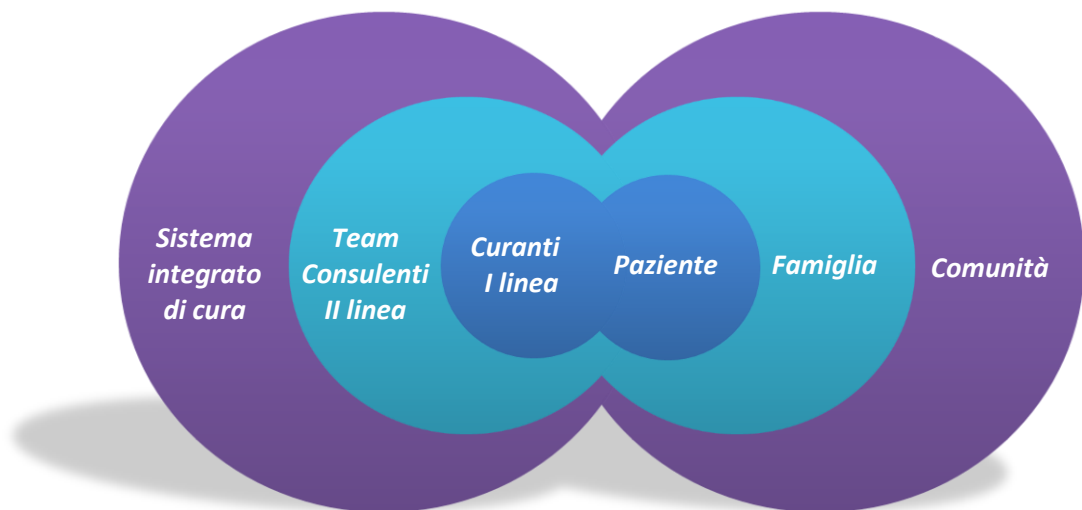 Sistema
integrato
di cura
Team
Consulenti
II linea
Curanti
I linea
Paziente
Famiglia
Comunità